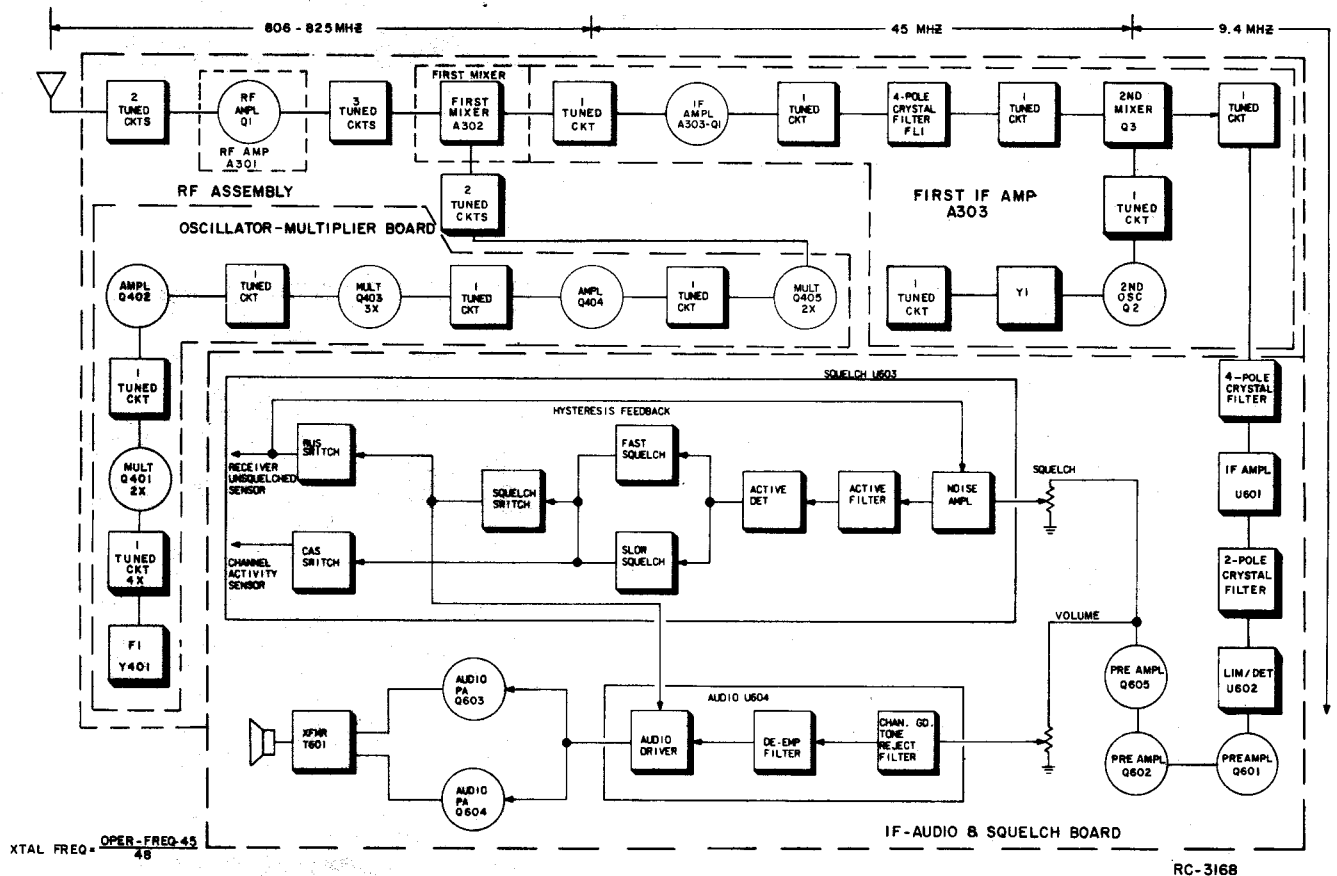 806 - 825 MHZ
45 MHZ
9.4 MHZ
FIRST MIXER
2
TUNED
CKTS
RF
AMPL
Q1
RF AMP
A301
3
TUNED
CKTS
FIRST
MIXER
A302
1
TUNED
CKT
IF
AMPL
A303-Q1
1
TUNED
CKT
4-POLE
CRYSTAL
FILTER
FL1
1
TUNED
CKT
2ND
MIXER
Q3
1
TUNED
CKT
RF ASSEMBLY
2
TUNED
CKTS
FIRST IF AMP
A303
1
TUNED
CKT
OSCILLATOR-MULTIPLIER BOARD
AMPL
Q402
1
TUNED
CKT
MULT
Q403
3X
1
TUNED
CKT
AMPL
Q404
1
TUNED
CKT
MULT
Q405
2X
1
TUNED
CKT
Y1
2ND
OSC
Q2
1
TUNED
CKT
MULT
Q401
2X
1
TUNED
CKT
4X
F1
Y401
SQUELCH U603
HYSTERESIS FEEDBACK
RUS
SWITCH
RECEIVER
UNSQUELCHED
SENSOR
SQUELCH
SWITCH
FAST
SQUELCH
ACTIVE
DET
ACTIVE
FILTER
NOISE
AMPL
SQUELCH
CAS
SWITCH
CHANNEL
ACTIVITY
SENSOR
SLOW
SQUELCH
4-POLE
CRYSTAL
FILTER
IF AMPL
U601
2-POLE
CRYSTAL
FILTER
LIM/DET
U602
VOLUME
PRE AMPL
Q605
PRE AMPL
Q602
PREAMPL
Q601
AUDIO U604
XFMR
T601
AUDIO
PA
Q603
AUDIO
PA
Q604
AUDIO
DRIVER
DE-EMP
FILTER
CHAN. GD.
TONE
REJECT
FILTER
IF-AUDIO & SQUELCH BOARD
XTAL FREQ = OPER-FREQ-45
48
RC-3168